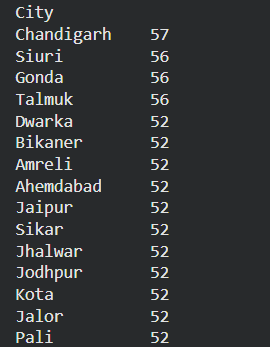 City
Chandigarh 57
Siuri 56
Gonda 56
Talmuk 56
Dwarka 52
Bikaner 52
Amreli 52
Ahemdabad 52
Jaipur 52
Sikar 52
Jhalwar 52
Jodhpur 52
Kota 52
Jalor 52
Pali 52